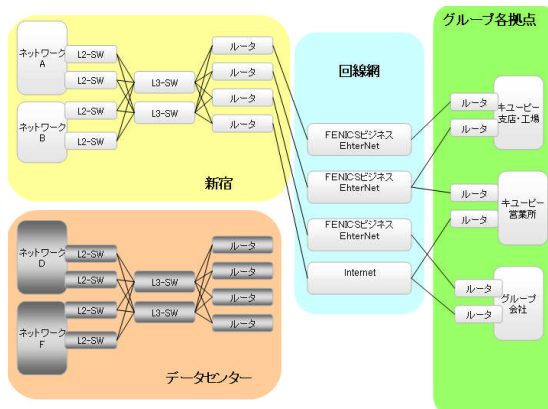 グループ各拠点
ネットワーク
A
L2-SW
L2-SW
ネットワーク
B
L2-SW
L2-SW
L3-SW
L3-SW
ルータ
ルータ
ルータ
ルータ
新宿
回線網
FENICSビジネス
EhterNet
FENICSビジネス
EhterNet
FENICSビジネス
EhterNet
Internet
ルータ
ルータ
キユーピー
支店・工場
ルータ
ルータ
キユーピー
営業所
ルータ
ルータ
グループ
会社
ネットワーク
D
L2-SW
L2-SW
ネットワーク
F
L2-SW
L2-SW
L3-SW
L3-SW
ルータ
ルータ
ルータ
ルータ
データセンター